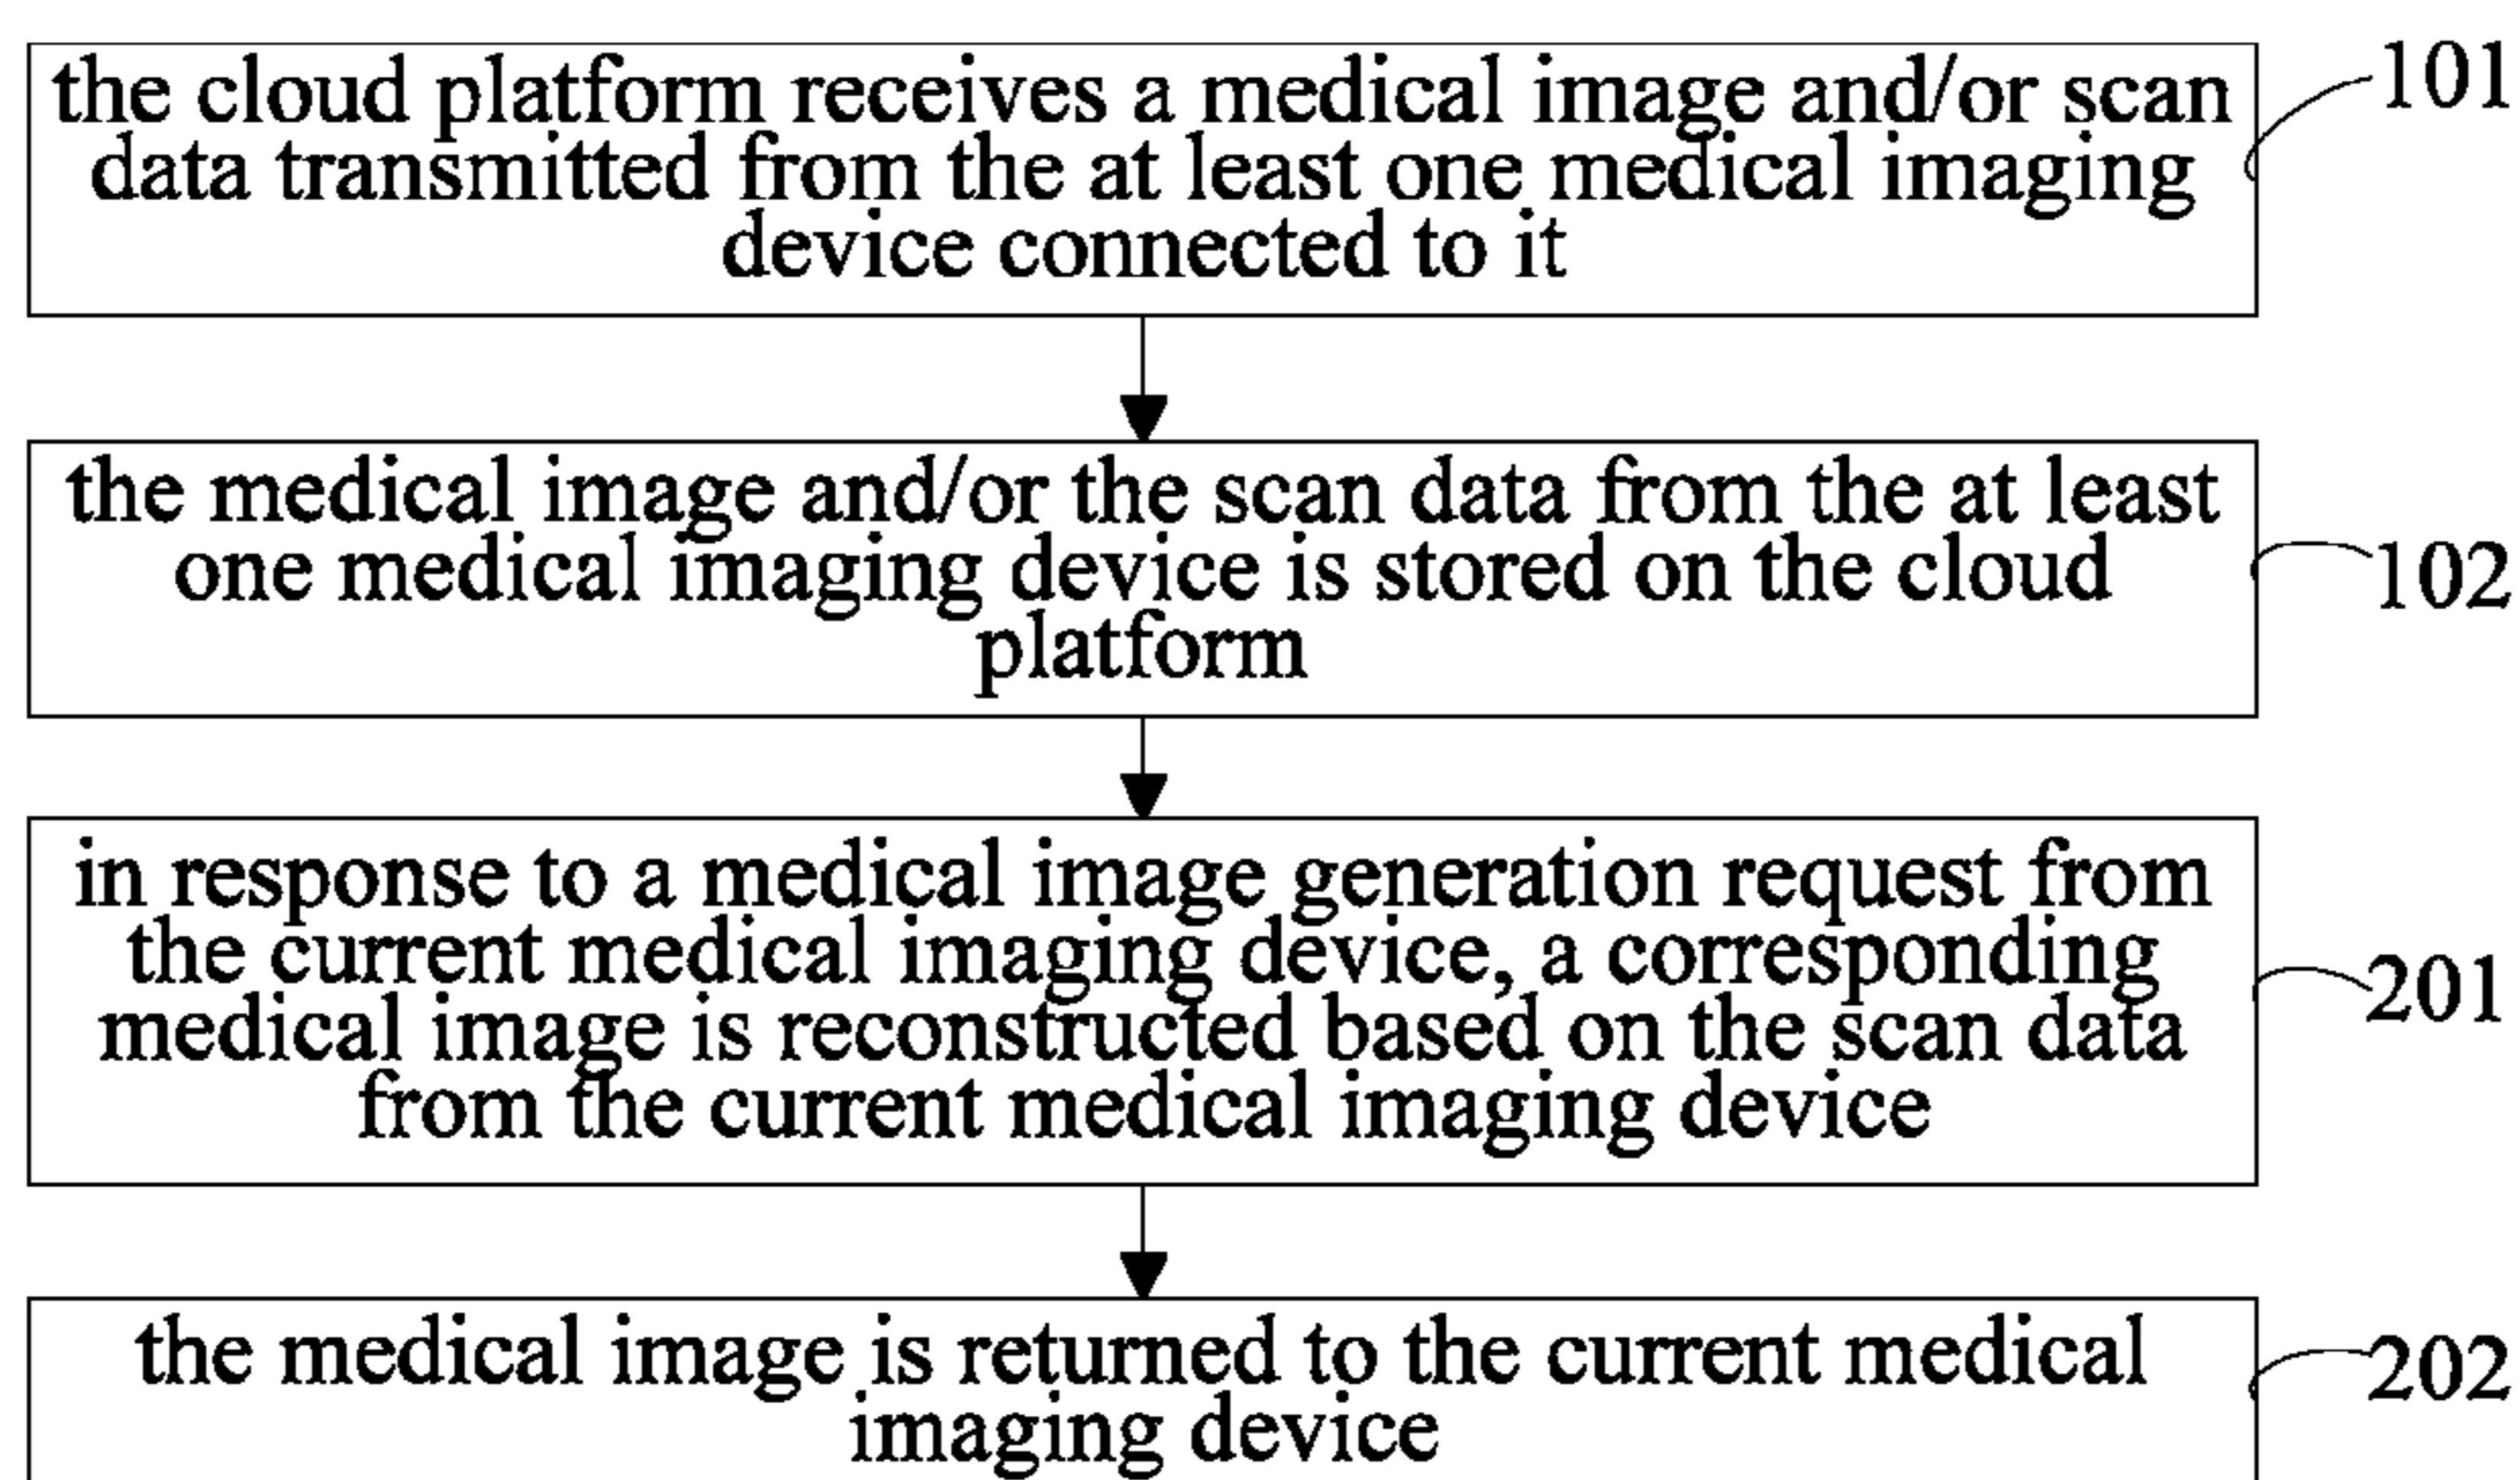 the cloud platform receives a medical image and/or scan
data transmitted from the at least one medical imaging
device connected to it
101
the medical image and/or the scan data from the at least
one medical imaging device is stored on the cloud
platform
102
in response to a medical image generation request from
the current medical imaging device, a corresponding
medical image is reconstructed based on the scan data
from the current medical imaging device
201
the medical image is returned to the current medical
imaging device
202